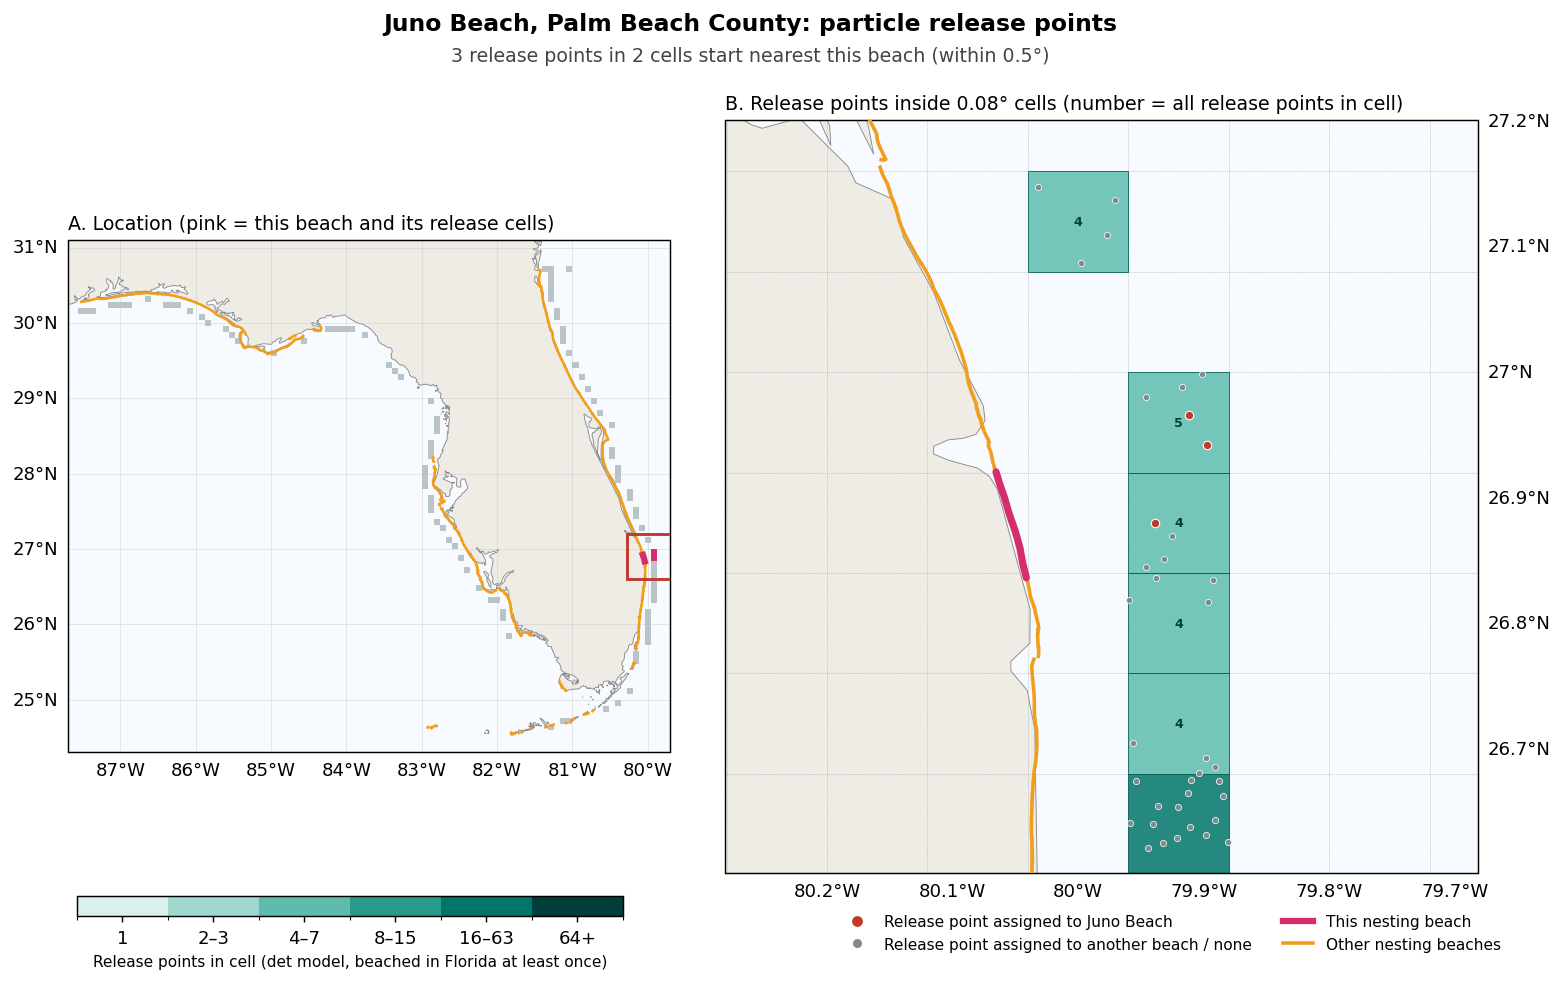 Juno Beach, Palm Beach County: particle release points
3 release points in 2 cells start nearest this beach (within 0.5°)
A. Location (pink = this beach and its release cells)
31°N
30°N
29°N
28°N
27°N
26°N
25°N
87°W 86°W 85°W 84°W 83°W 82°W 81°W 80°W
1 2–3 4–7 8–15 16–63 64+
Release points in cell (det model, beached in Florida at least once)
B. Release points inside 0.08° cells (number = all release points in cell)
4
5
4
4
4
27.2°N
27.1°N
27°N
26.9°N
26.8°N
26.7°N
80.2°W 80.1°W 80°W 79.9°W 79.8°W 79.7°W
Release point assigned to Juno Beach
Release point assigned to another beach / none
This nesting beach
Other nesting beaches